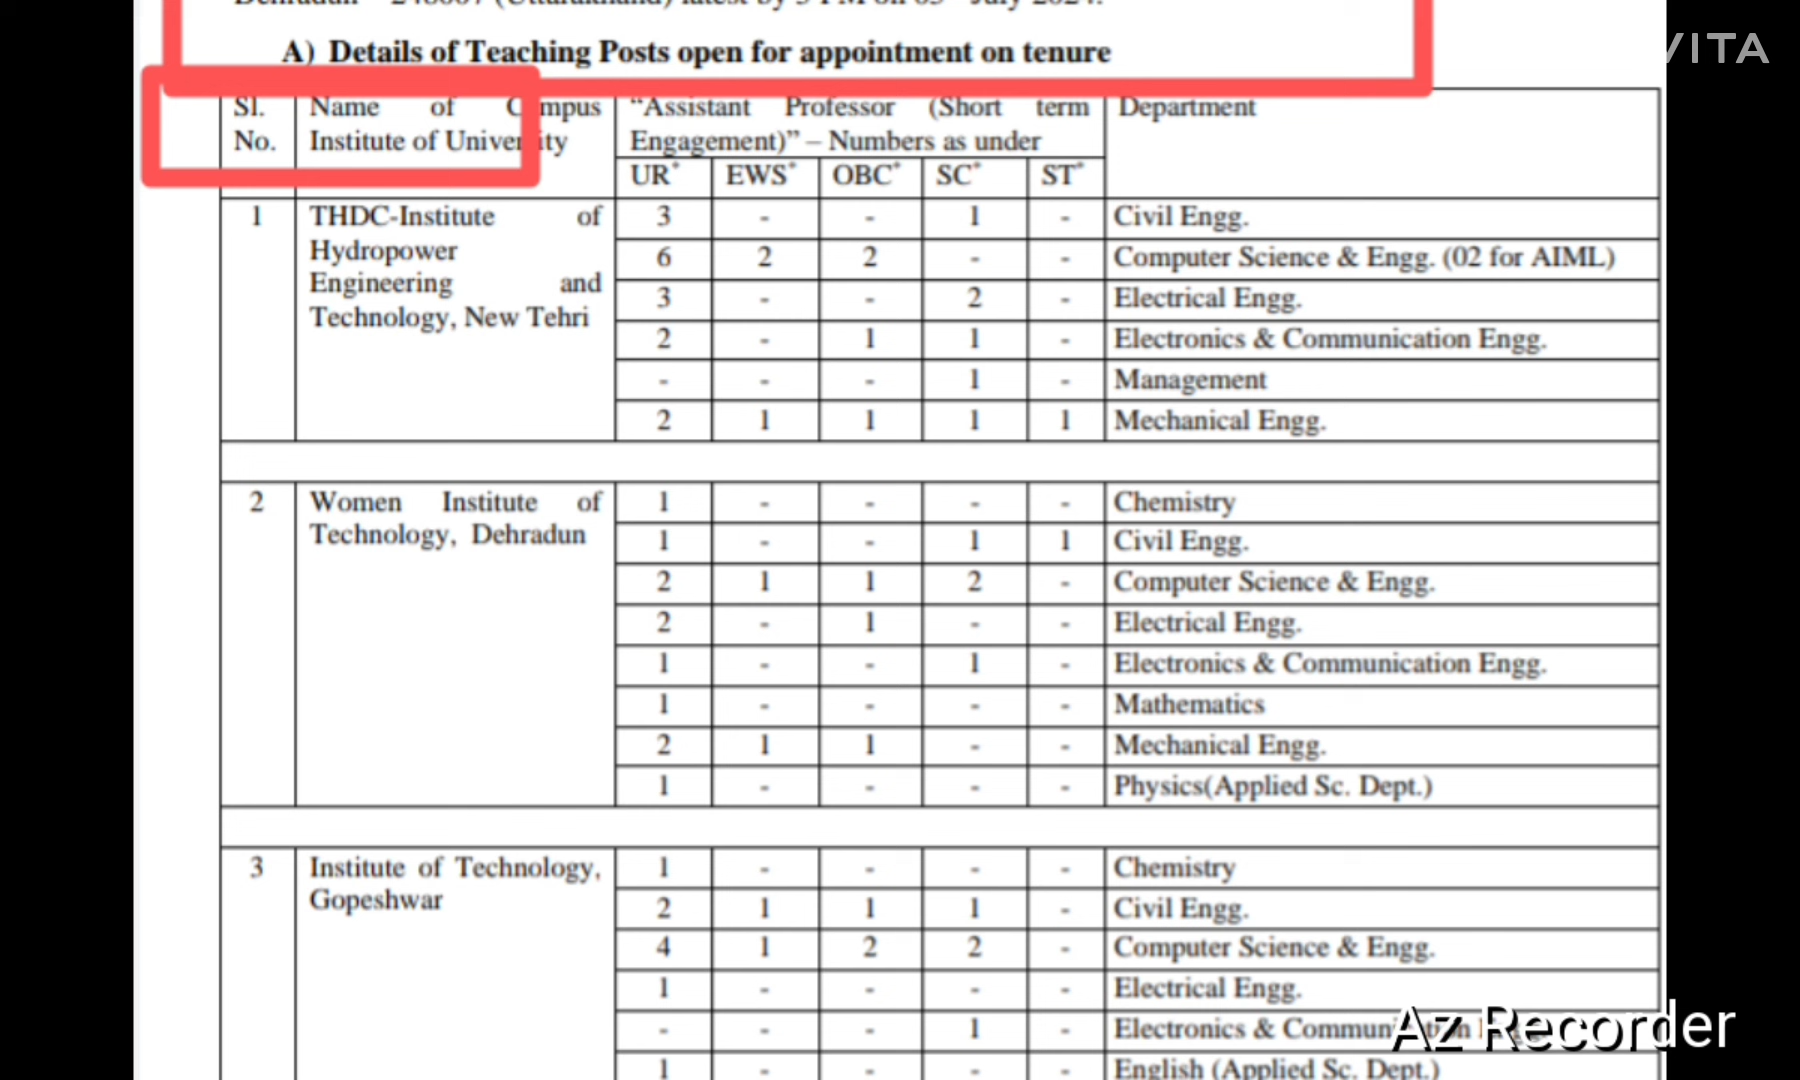 A) Details of Teaching Posts open for appointment on tenure
VITA
Sl. No. Name of Campus Institute of University "Assistant Professor (Short term Engagement)" – Numbers as under Department
UR* EWS* OBC* SC* ST*
1 THDC-Institute of Hydropower Engineering and Technology, New Tehri 3 - - 1 - Civil Engg.
6 2 2 - - Computer Science & Engg. (02 for AIML)
3 - - 2 - Electrical Engg.
2 - 1 1 - Electronics & Communication Engg.
- - - 1 - Management
2 1 1 1 1 Mechanical Engg.
2 Women Institute of Technology, Dehradun 1 - - - - Chemistry
1 - - 1 1 Civil Engg.
2 1 1 2 - Computer Science & Engg.
2 - 1 - - Electrical Engg.
1 - - 1 - Electronics & Communication Engg.
1 - - - - Mathematics
2 1 1 - - Mechanical Engg.
1 - - - - Physics(Applied Sc. Dept.)
3 Institute of Technology, Gopeshwar 1 - - - - Chemistry
2 1 1 1 - Civil Engg.
4 1 2 2 - Computer Science & Engg.
1 - - - - Electrical Engg.
- - - 1 - Electronics &
Az Recorder
1 - - - - English (Applied Sc. Dept.)